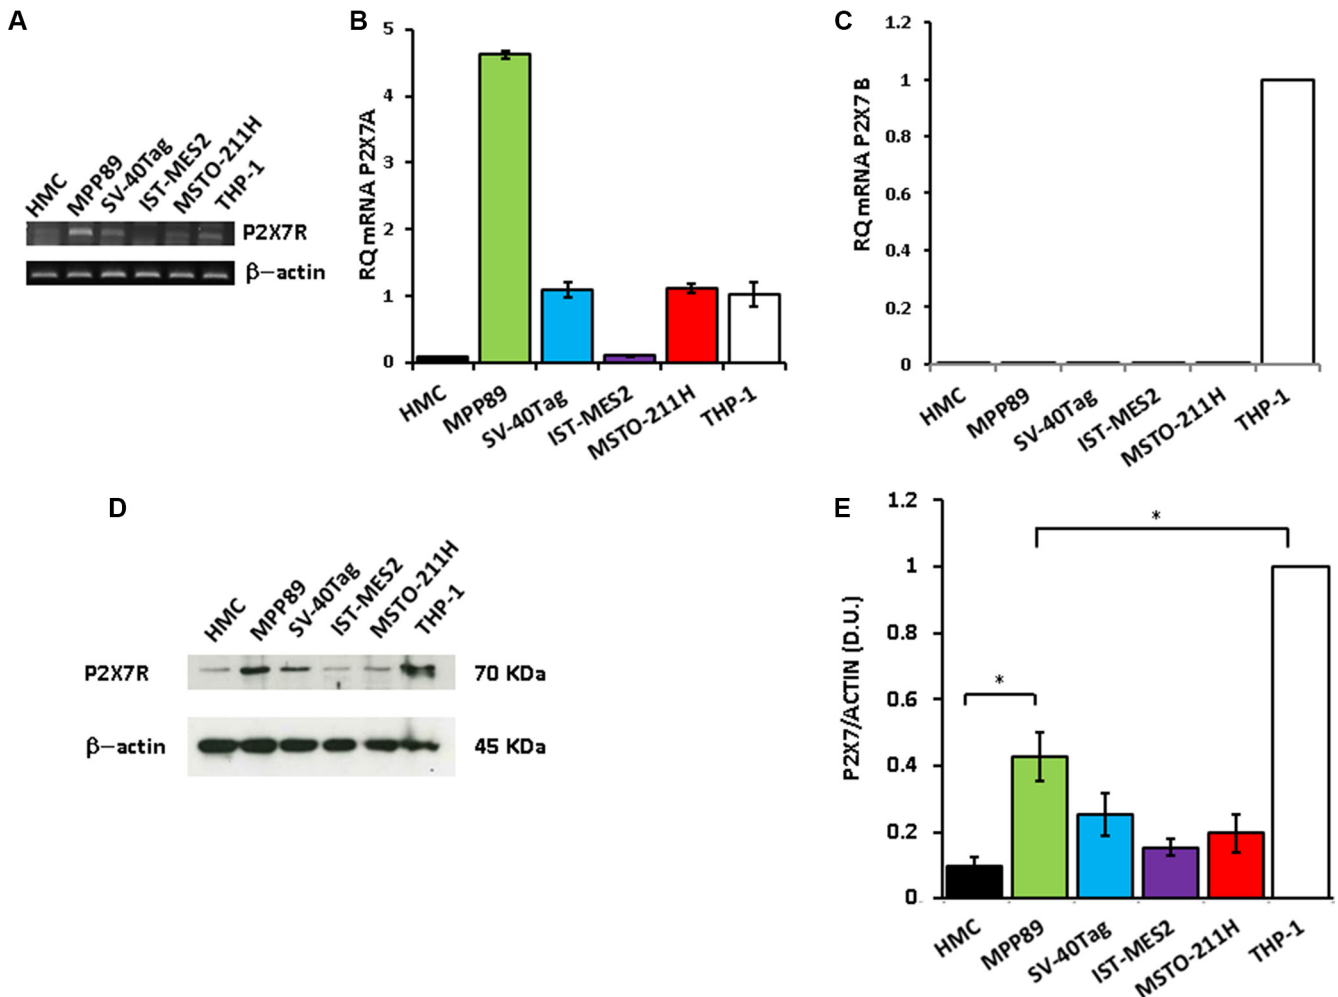 A
HMC
MPP89
SV-40Tag
IST-MES2
MSTO-211H
THP-1
P2X7R
β-actin
B
RQ mRNA P2X7A
5
4
3
2
1
0
HMC
MPP89
SV-40Tag
IST-MES2
MSTO-211H
THP-1
C
RQ mRNA P2X7 B
1.2
1
0.8
0.6
0.4
0.2
0
HMC
MPP89
SV-40Tag
IST-MES2
MSTO-211H
THP-1
D
HMC
MPP89
SV-40Tag
IST-MES2
MSTO-211H
THP-1
P2X7R
70 KDa
β-actin
45 KDa
E
P2X7/ACTIN (D.U.)
1.2
1
0.8
0.6
0.4
0.2
0
*
*
HMC
MPP89
SV-40Tag
IST-MES2
MSTO-211H
THP-1